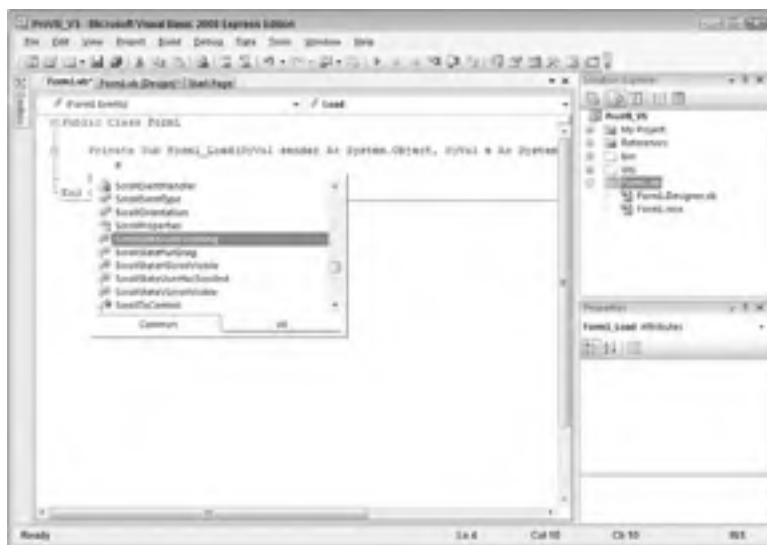 ProVB_VS - Microsoft Visual Basic 2008 Express Edition
File Edit View Project Build Debug Data Tools Window Help
Form1.vb* Form1.vb [Design]* Start Page
(Form1 Events) Load
Public Class Form1
Private Sub Form1_Load(ByVal sender As System.Object, ByVal e As System
End
ScrollEventHandler
ScrollEventType
ScrollOrientation
ScrollProperties
ScrollStateFullDrag
ScrollStateHScrollVisible
ScrollStateUserHasScrolled
ScrollStateVScrollVisible
ScrollToControl
Common All
Solution Explorer
ProVB_VS
My Project
References
bin
obj
Form1.vb
Form1.Designer.vb
Form1.resx
Properties
Form1_Load Attributes
Ready Ln 4 Col 10 Ch 10 INS